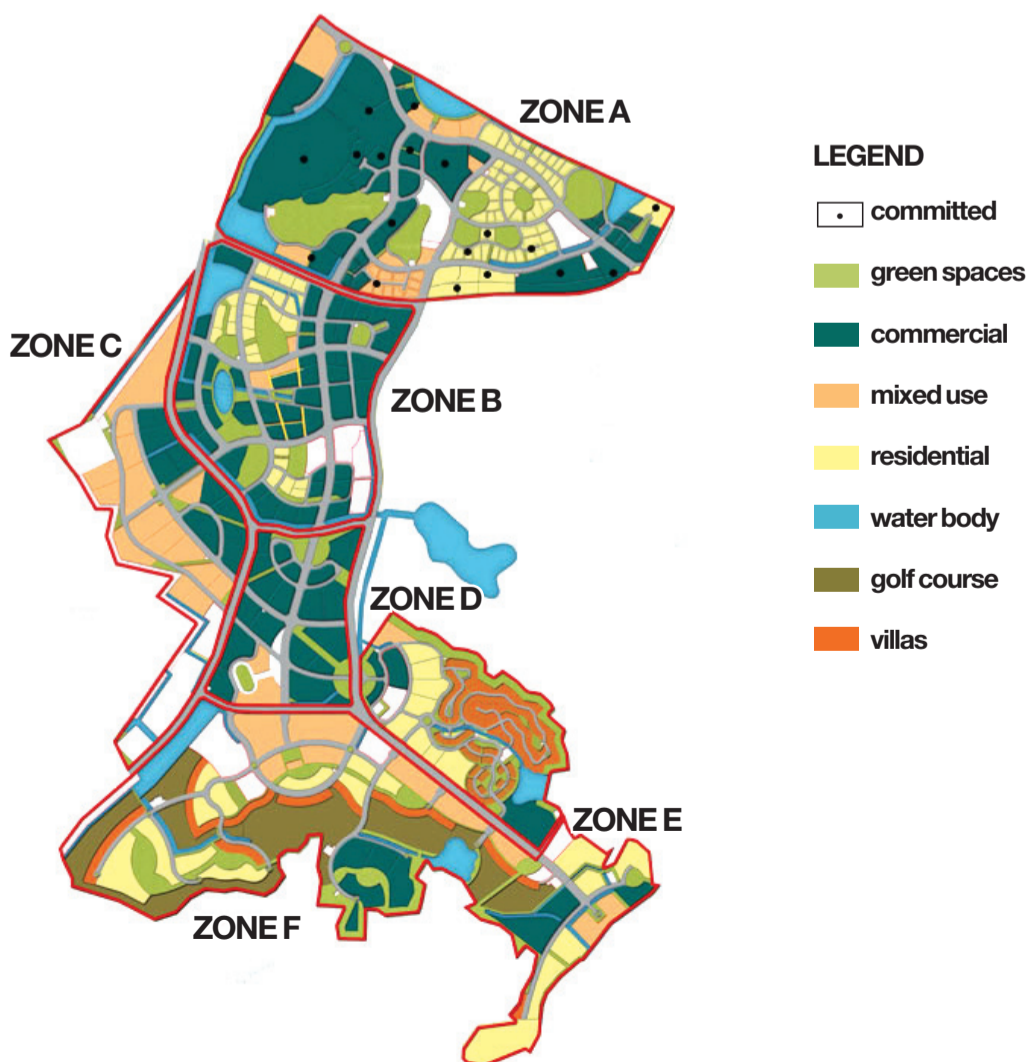 ZONE A
LEGEND
committed
green spaces
commercial
ZONE C
mixed use
ZONE B
residential
water body
golf course
ZONE D
villas
ZONE E
ZONE F